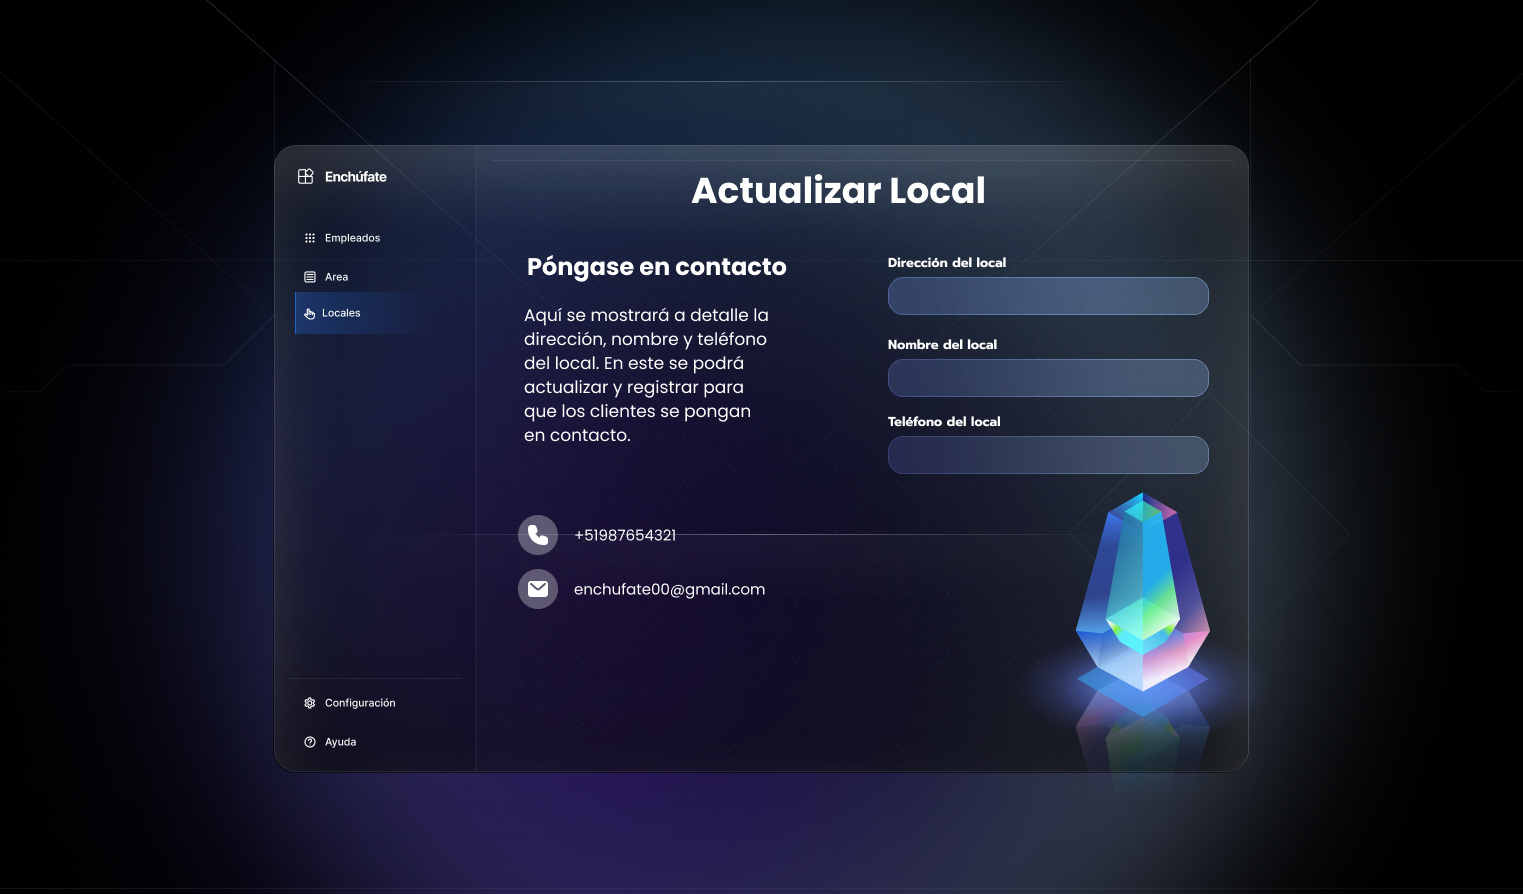 Enchúfate
Empleados
Area
Locales
Configuración
Ayuda
Actualizar Local
Póngase en contacto
Aquí se mostrará a detalle la
dirección, nombre y teléfono
del local. En este se podrá
actualizar y registrar para
que los clientes se pongan
en contacto.
+51987654321
enchufate00@gmail.com
Dirección del local
Nombre del local
Teléfono del local